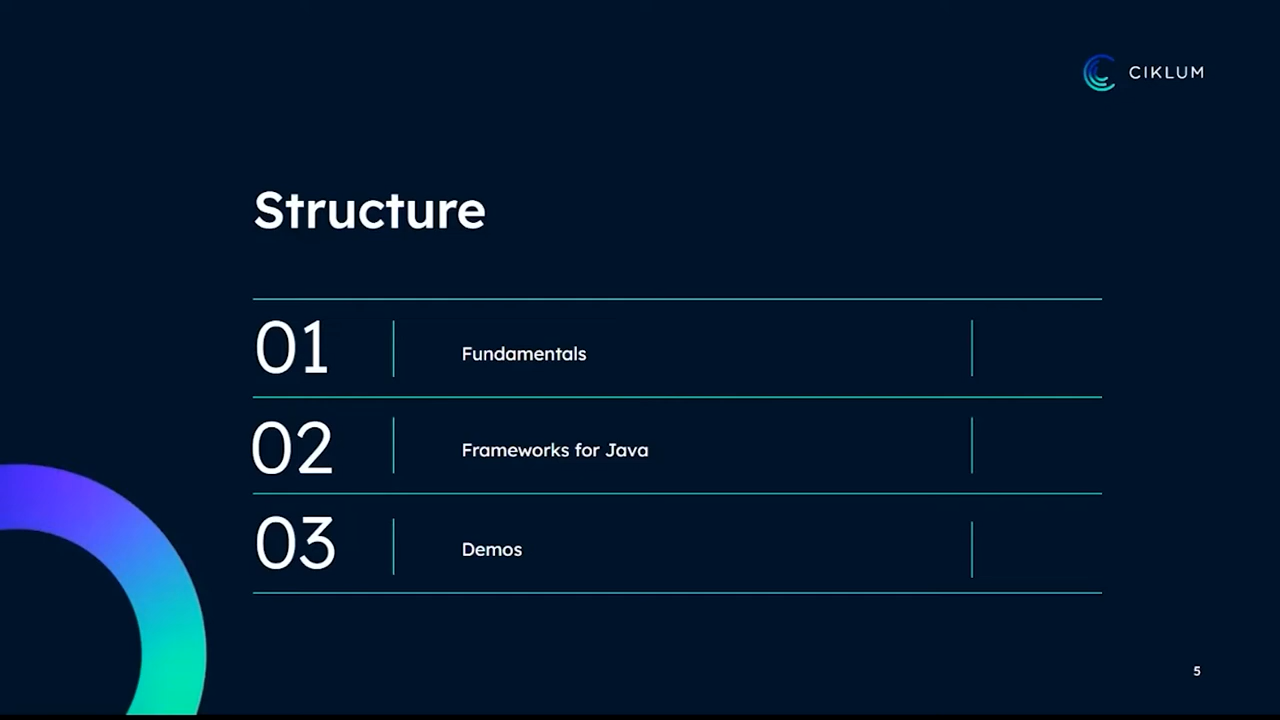 CIKLUM
Structure
01 Fundamentals
02 Frameworks for Java
03 Demos
5